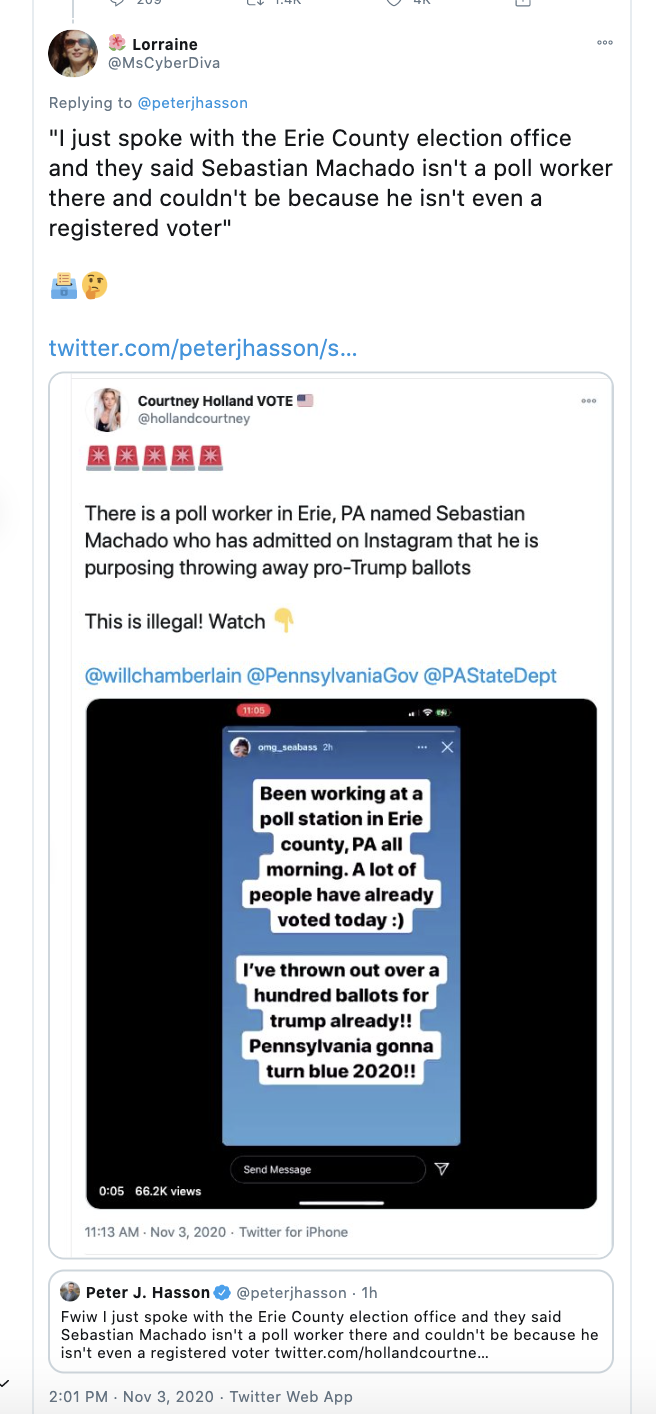 Lorraine
@MsCyberDiva
Replying to @peterjhasson
"I just spoke with the Erie County election office
and they said Sebastian Machado isn't a poll worker
there and couldn't be because he isn't even a
registered voter"
twitter.com/peterjhasson/s...
Courtney Holland VOTE
@hollandcourtney
There is a poll worker in Erie, PA named Sebastian
Machado who has admitted on Instagram that he is
purposing throwing away pro-Trump ballots
This is illegal! Watch
@willchamberlain @PennsylvaniaGov @PAStateDept
11:05
omg_seabass 2h
Been working at a
poll station in Erie
county, PA all
morning. A lot of
people have already
voted today :)
I've thrown out over a
hundred ballots for
trump already!!
Pennsylvania gonna
turn blue 2020!!
Send Message
0:05 66.2K views
11:13 AM · Nov 3, 2020 · Twitter for iPhone
Peter J. Hasson @peterjhasson · 1h
Fwiw I just spoke with the Erie County election office and they said
Sebastian Machado isn't a poll worker there and couldn't be because he
isn't even a registered voter twitter.com/hollandcourtne...
2:01 PM · Nov 3, 2020 · Twitter Web App